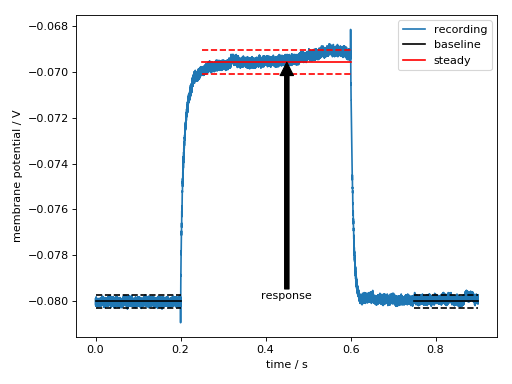 −0.068
−0.070
−0.072
−0.074
−0.076
−0.078
−0.080
membrane potential / V
recording
baseline
steady
response
0.0
0.2
0.4
0.6
0.8
time / s